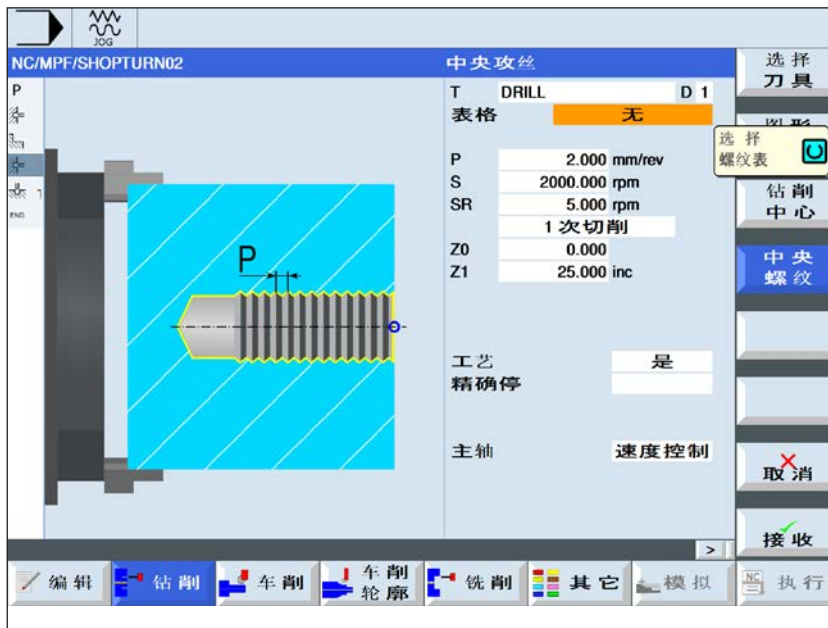 JOG
NC/MPF/SHOPTURN02
中央攻丝
选择
刀具
P
T DRILL D 1
表格 无
图形
选择
螺纹表
P 2.000 mm/rev
S 2000.000 rpm
SR 5.000 rpm
1次切削
Z0 0.000
Z1 25.000 inc
钻削
中心
中央
螺纹
P
END
工艺 是
精确停
主轴 速度控制
取消
接收
>
编辑
钻削
车削
车削
轮廓
铣削
其它
模拟
NC
执行